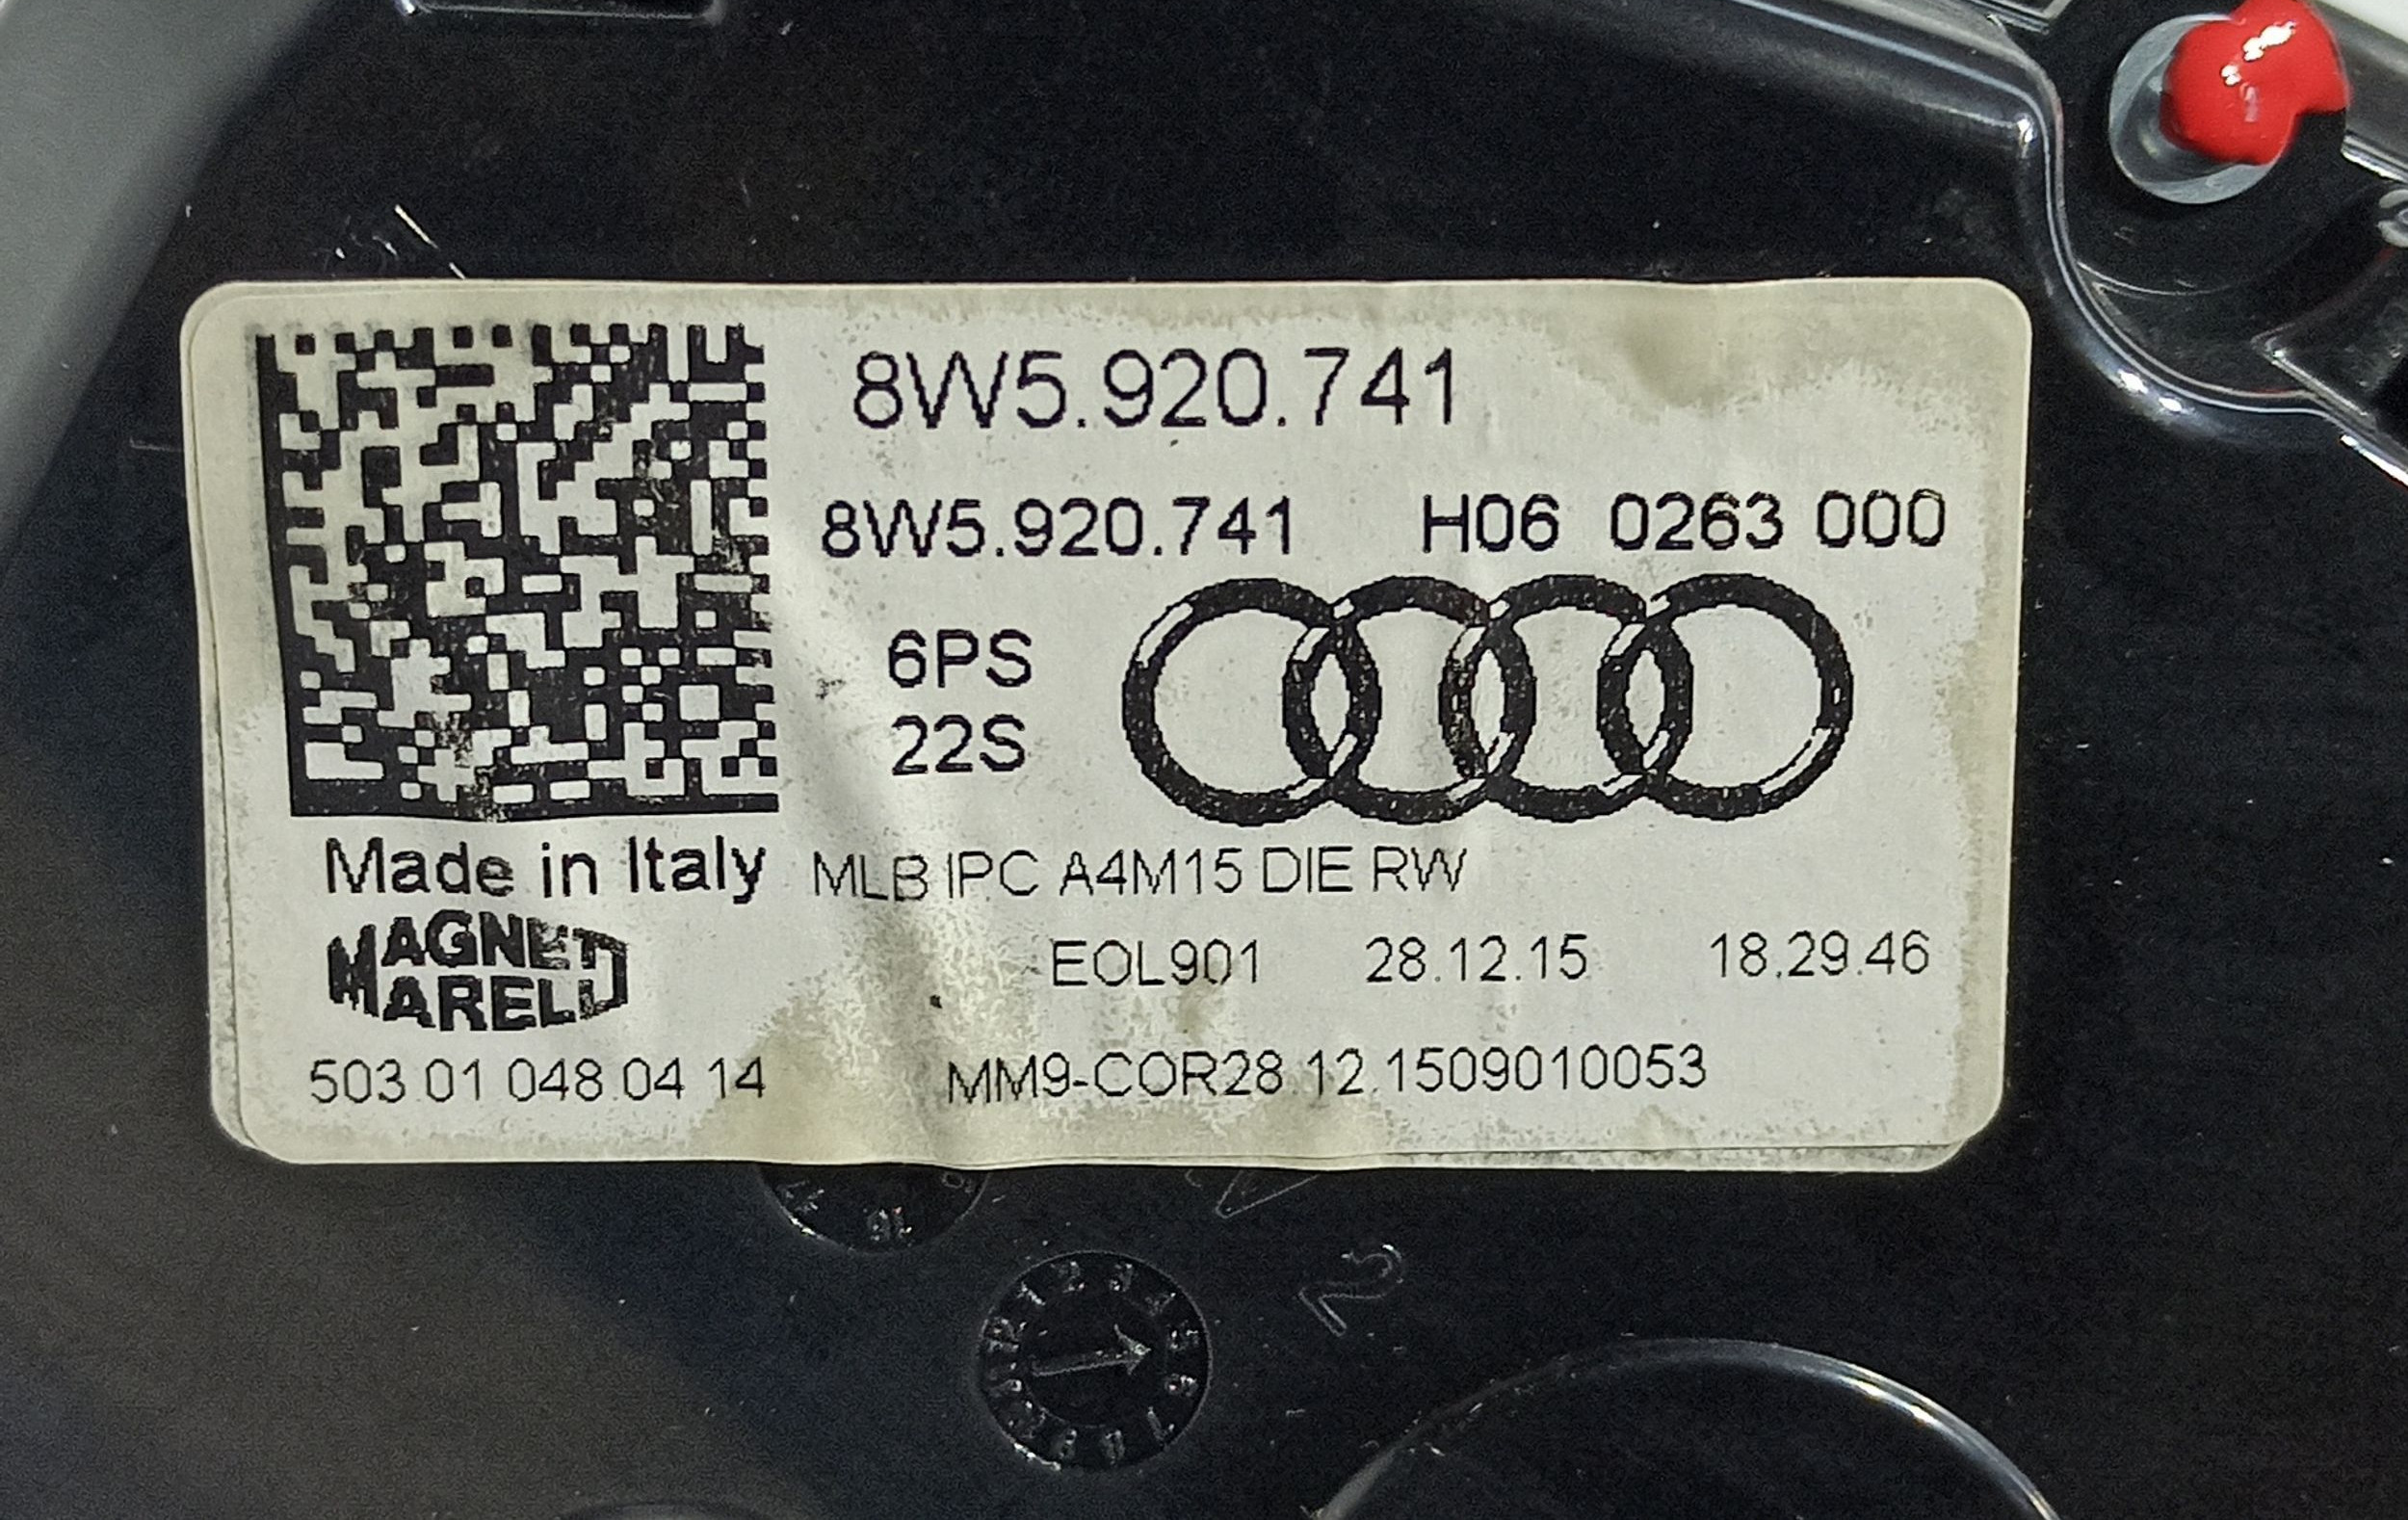 8W5.920.741
8W5.920.741 H06 0263 000
6PS
22S
Made in Italy
MLB IPC A4M15 DIE RW
MAGNETI
MARELLI
EOL901 28.12.15 18.29.46
503 01 048 04 14
MM9-COR28.12.1509010053